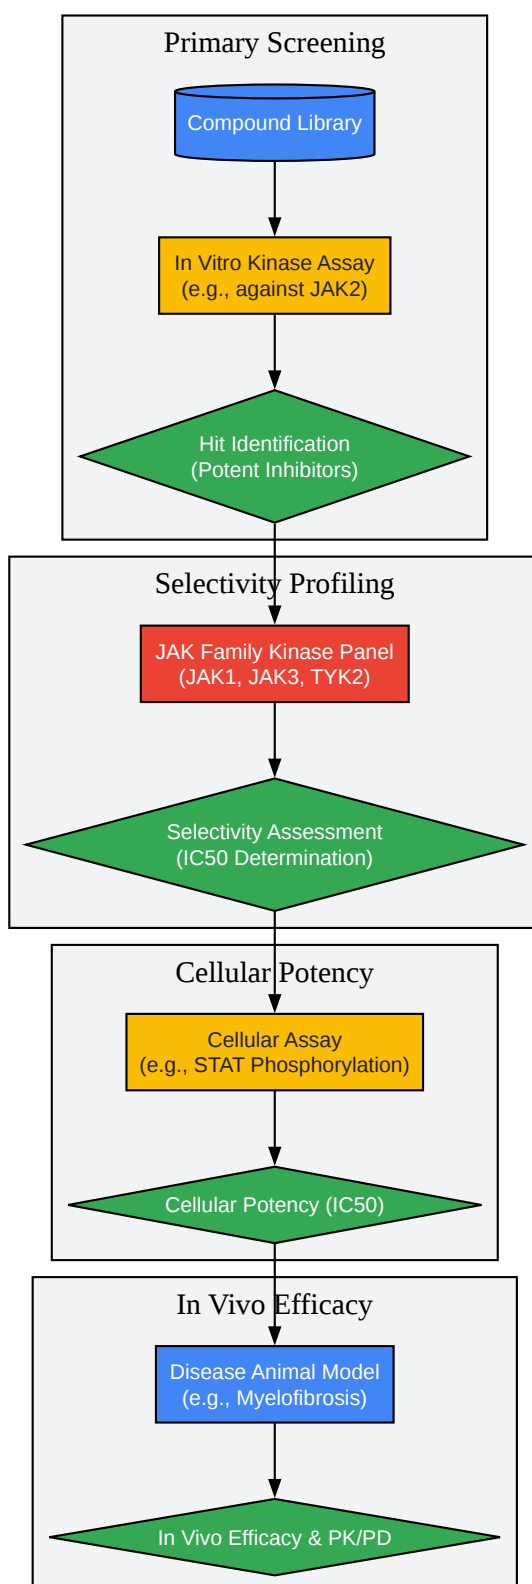 Primary Screening
Compound Library
In Vitro Kinase Assay
(e.g., against JAK2)
Hit Identification
(Potent Inhibitors)
Selectivity Profiling
JAK Family Kinase Panel
(JAK1, JAK3, TYK2)
Selectivity Assessment
(IC50 Determination)
Cellular Potency
Cellular Assay
(e.g., STAT Phosphorylation)
Cellular Potency (IC50)
In Vivo Efficacy
Disease Animal Model
(e.g., Myelofibrosis)
In Vivo Efficacy & PK/PD